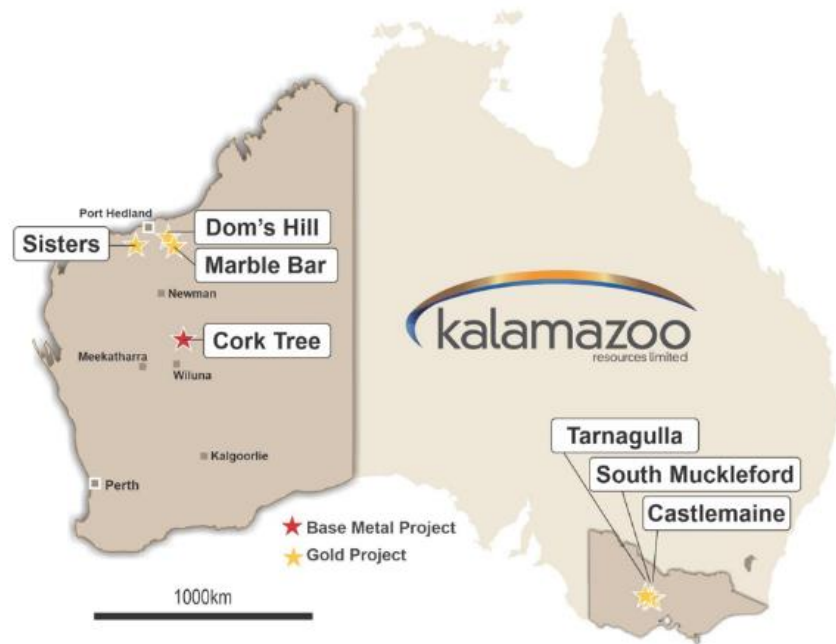 Port Hedland
Dom's Hill
Sisters
Marble Bar
Newman
kalamazoo
resources limited
Cork Tree
Meekatharra
Wiluna
Tarnagulla
Kalgoorlie
South Muckleford
Perth
Castlemaine
Base Metal Project
Gold Project
1000km